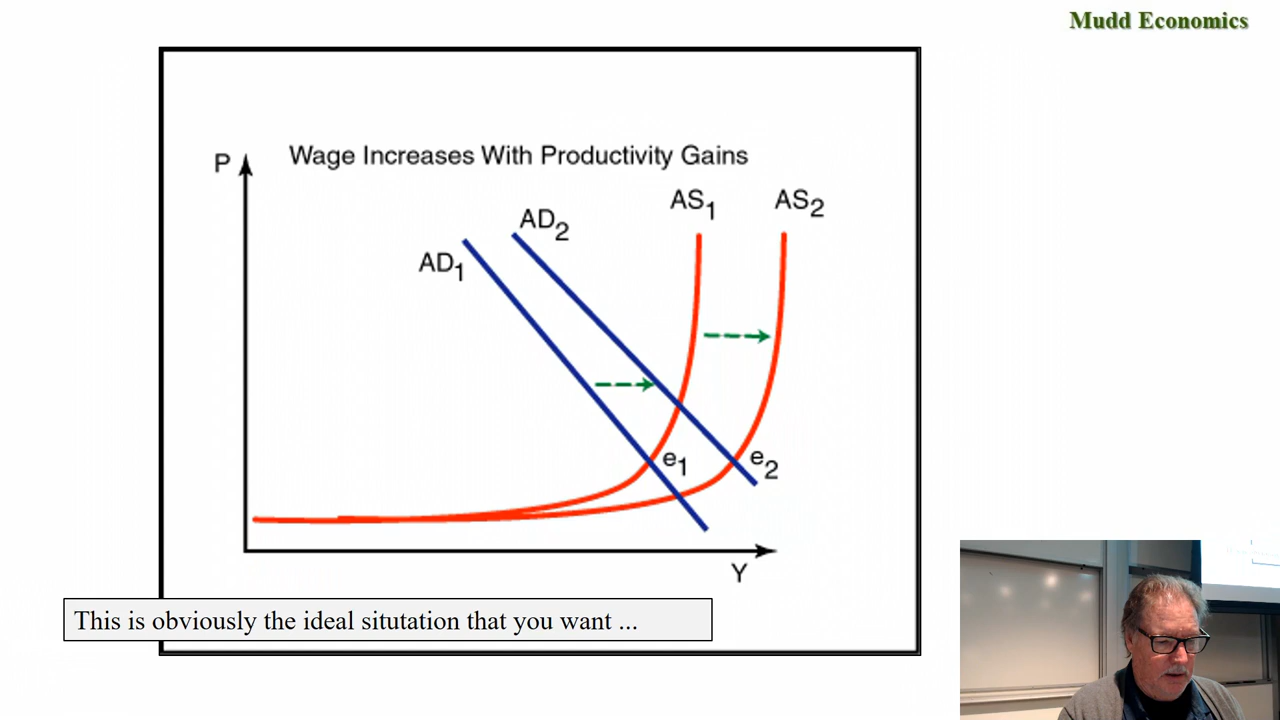 Mudd Economics
Wage Increases With Productivity Gains
P
AS1
AS2
AD2
AD1
e1
e2
Y
This is obviously the ideal situtation that you want ...